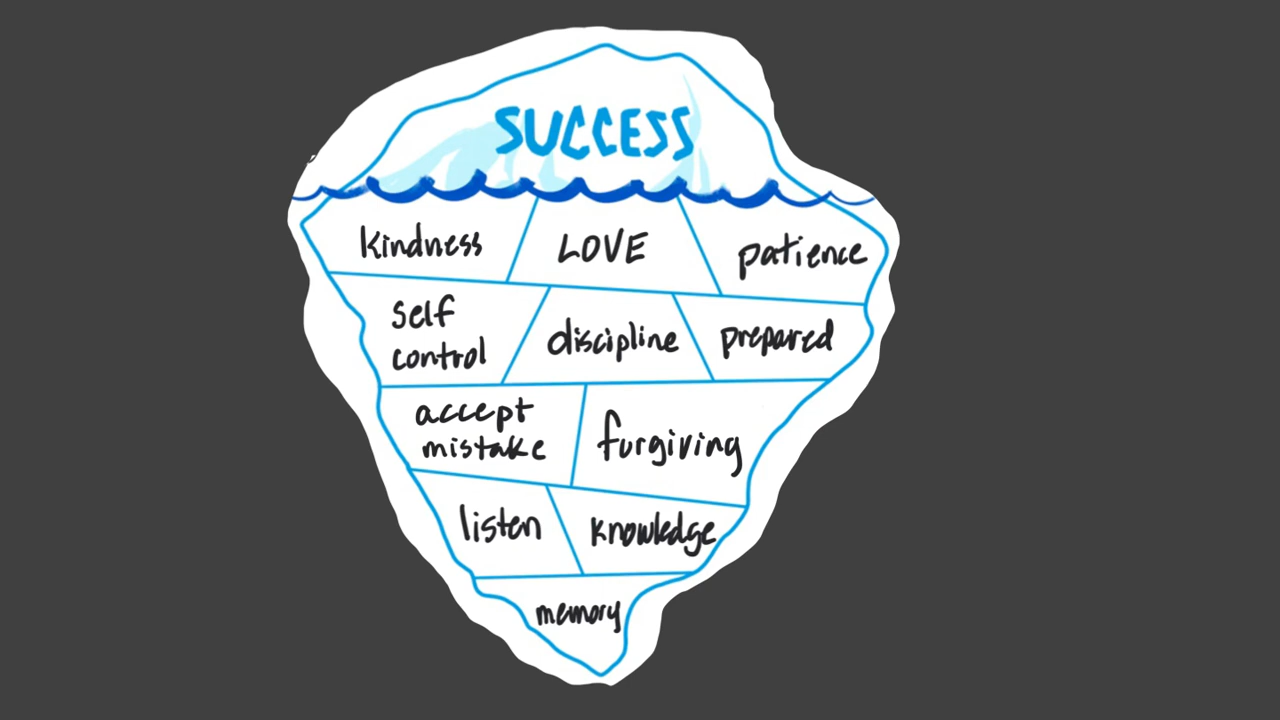 SUCCESS
kindness LOVE patience
self
control discipline prepared
accept
mistake furgiving
listen knowledge
memory